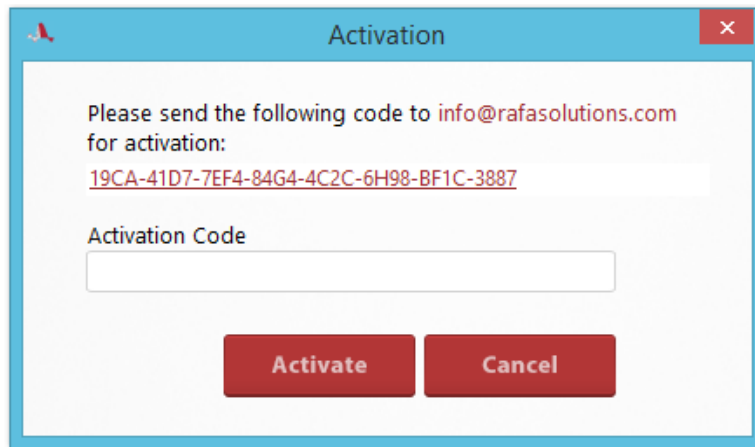 Activation
Please send the following code to info@rafasolutions.com
for activation:
19CA-41D7-7EF4-84G4-4C2C-6H98-BF1C-3887
Activation Code
Activate Cancel